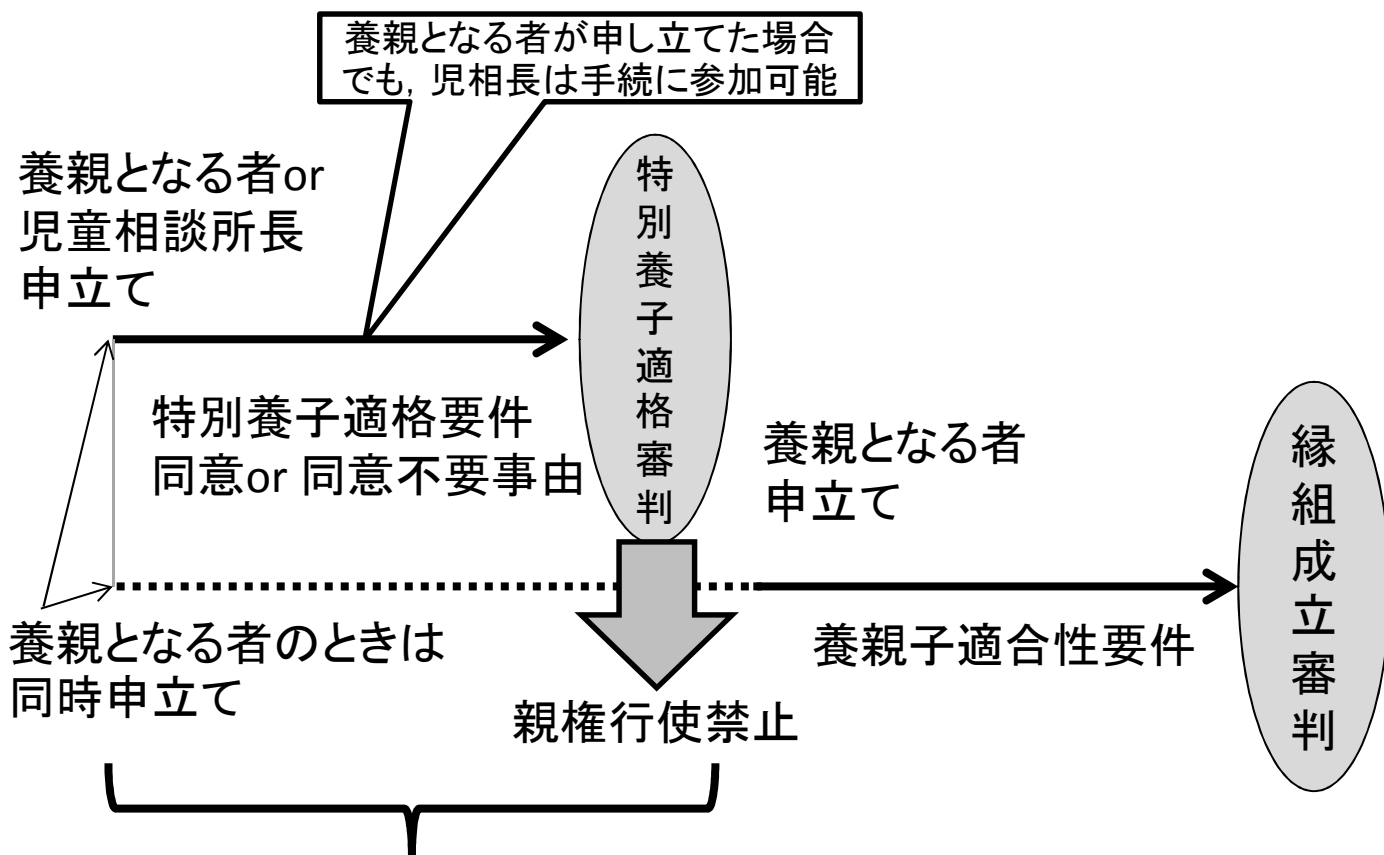 養親となる者が申し立てた場合
でも，児相長は手続に参加可能
養親となる者or
児童相談所長
申立て
特別養子適格審判
特別養子適格要件
同意or 同意不要事由
養親となる者
申立て
縁組成立審判
養親となる者のときは
同時申立て
養親子適合性要件
親権行使禁止